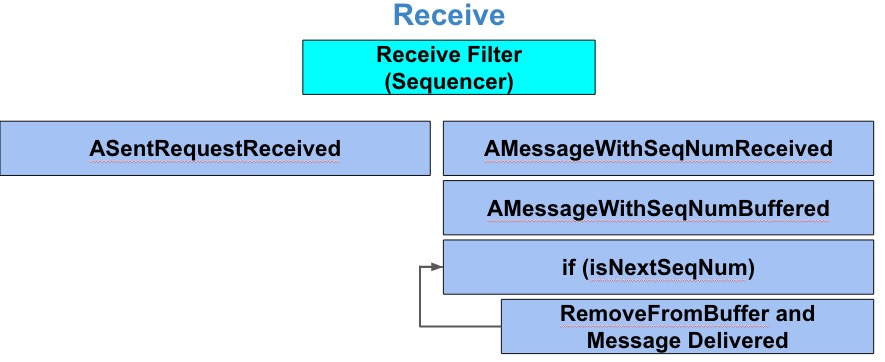 Receive
Receive Filter
(Sequencer)
ASentRequestReceived
AMessageWithSeqNumReceived
AMessageWithSeqNumBuffered
if (isNextSeqNum)
RemoveFromBuffer and
Message Delivered